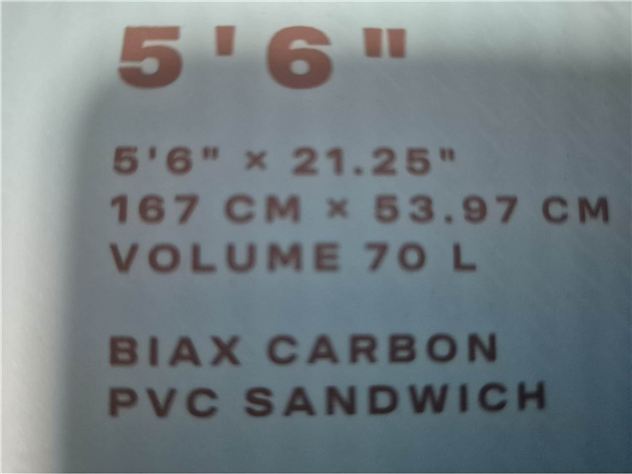 5'6"
5'6" × 21.25"
167 CM × 53.97 CM
VOLUME 70 L
BIAX CARBON
PVC SANDWICH